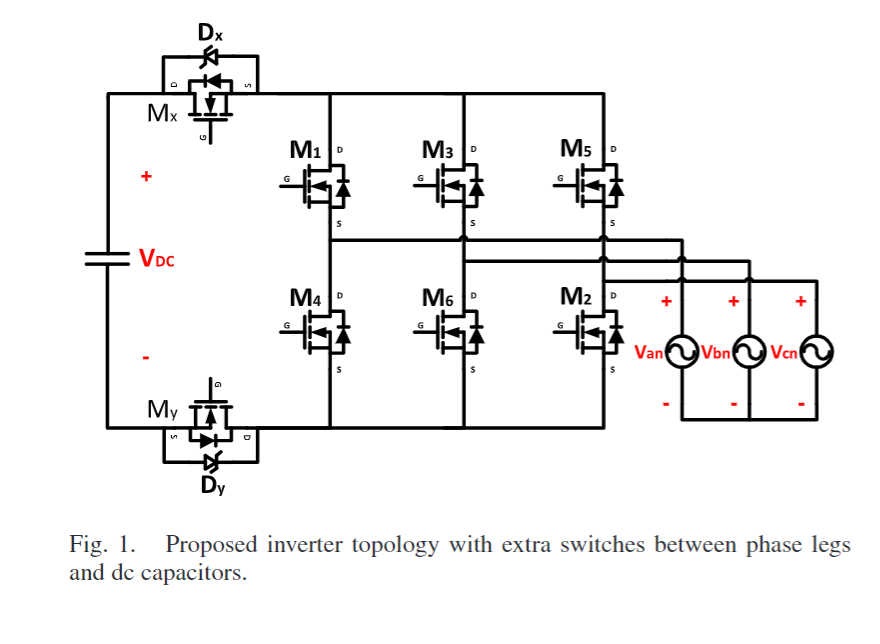 Dx
D S
Mx
G
M1 D M3 D M5 D
G G G
+
S S S
VDC
M4 D M6 D M2 D
+ + +
G G G
Van Vbn Vcn
-
S S S
G
My
- - -
S D
Dy
Fig. 1. Proposed inverter topology with extra switches between phase legs
and dc capacitors.